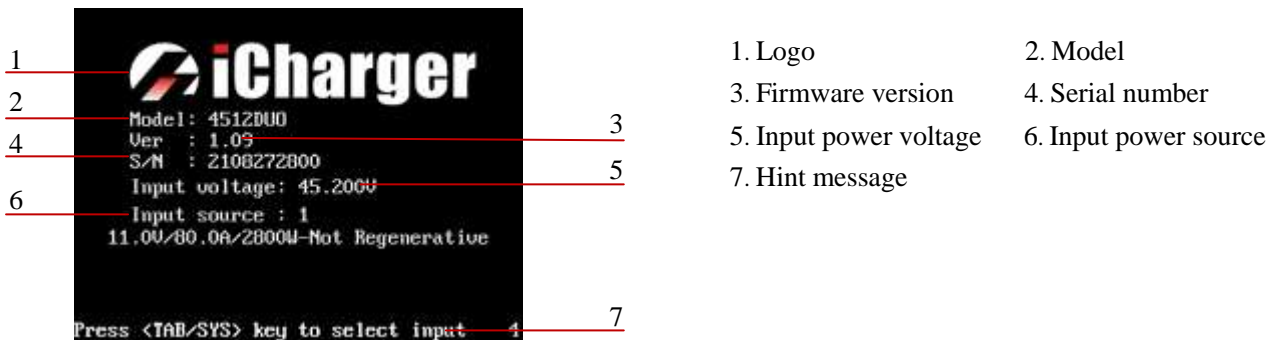 iCharger
Model: 4512DUO
Ver : 1.09
S/N : 2108272800
Input voltage: 45.200V
Input source : 1
11.0V/80.0A/2800W-Not Regenerative
Press <TAB/SYS> key to select input 4
1
2
4
6
3
5
7
1. Logo 2. Model
3. Firmware version 4. Serial number
5. Input power voltage 6. Input power source
7. Hint message